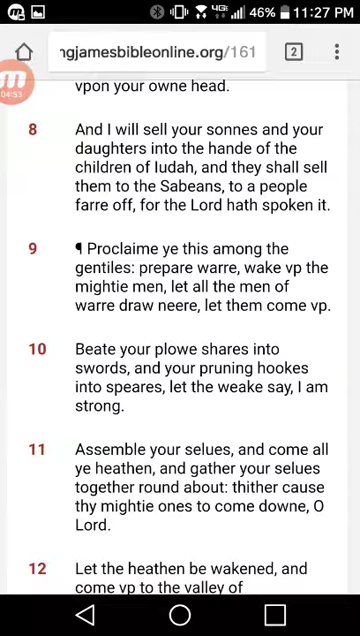 4G 46% 11:27 PM
ngjamesbibleonline.org/161 2
04:53
vpon your owne head.
8 And I will sell your sonnes and your
daughters into the hande of the
children of Iudah, and they shall sell
them to the Sabeans, to a people
farre off, for the Lord hath spoken it.
9 ¶ Proclaime ye this among the
gentiles: prepare warre, wake vp the
mightie men, let all the men of
warre draw neere, let them come vp.
10 Beate your plowe shares into
swords, and your pruning hookes
into speares, let the weake say, I am
strong.
11 Assemble your selues, and come all
ye heathen, and gather your selues
together round about: thither cause
thy mightie ones to come downe, O
Lord.
12 Let the heathen be wakened, and
come vp to the valley of